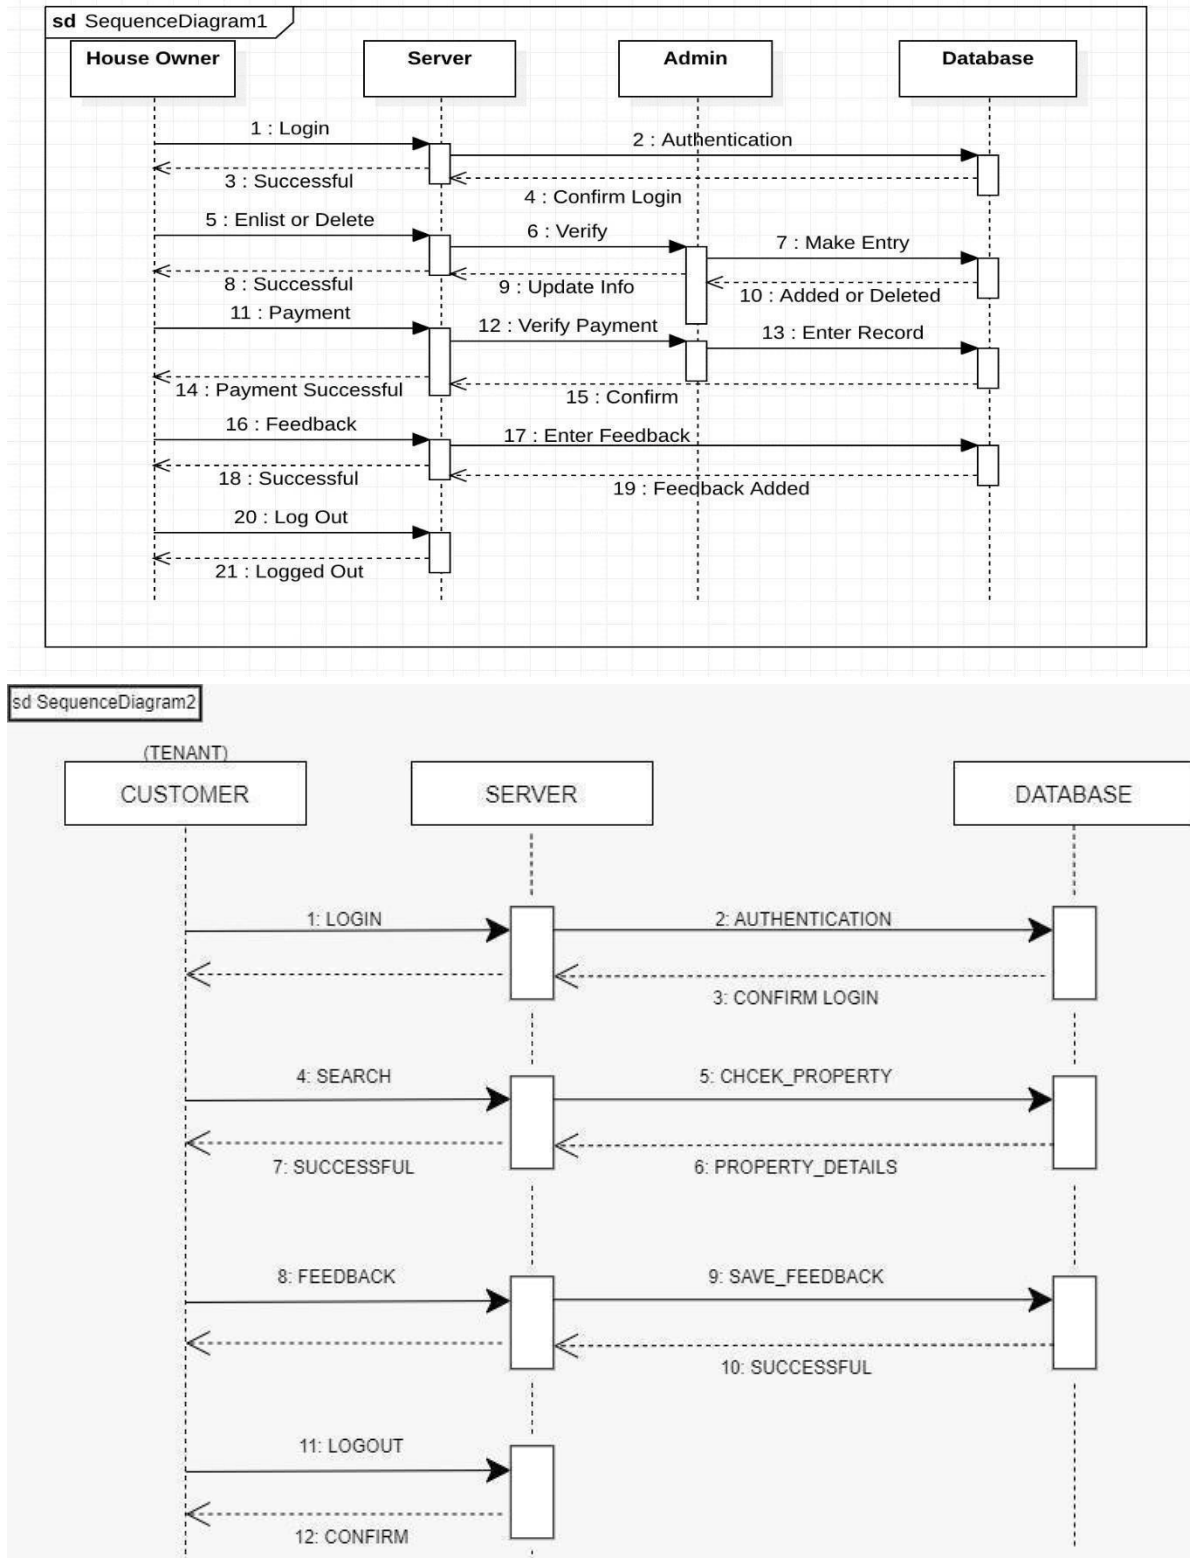 sd SequenceDiagram1
House Owner
Server
Admin
Database
1 : Login
2 : Authentication
3 : Successful
4 : Confirm Login
5 : Enlist or Delete
6 : Verify
7 : Make Entry
8 : Successful
9 : Update Info
10 : Added or Deleted
11 : Payment
12 : Verify Payment
13 : Enter Record
14 : Payment Successful
15 : Confirm
16 : Feedback
17 : Enter Feedback
18 : Successful
19 : Feedback Added
20 : Log Out
21 : Logged Out
sd SequenceDiagram2
(TENANT)
CUSTOMER
SERVER
DATABASE
1: LOGIN
2: AUTHENTICATION
3: CONFIRM LOGIN
4: SEARCH
5: CHCEK_PROPERTY
7: SUCCESSFUL
6: PROPERTY_DETAILS
8: FEEDBACK
9: SAVE_FEEDBACK
10: SUCCESSFUL
11: LOGOUT
12: CONFIRM